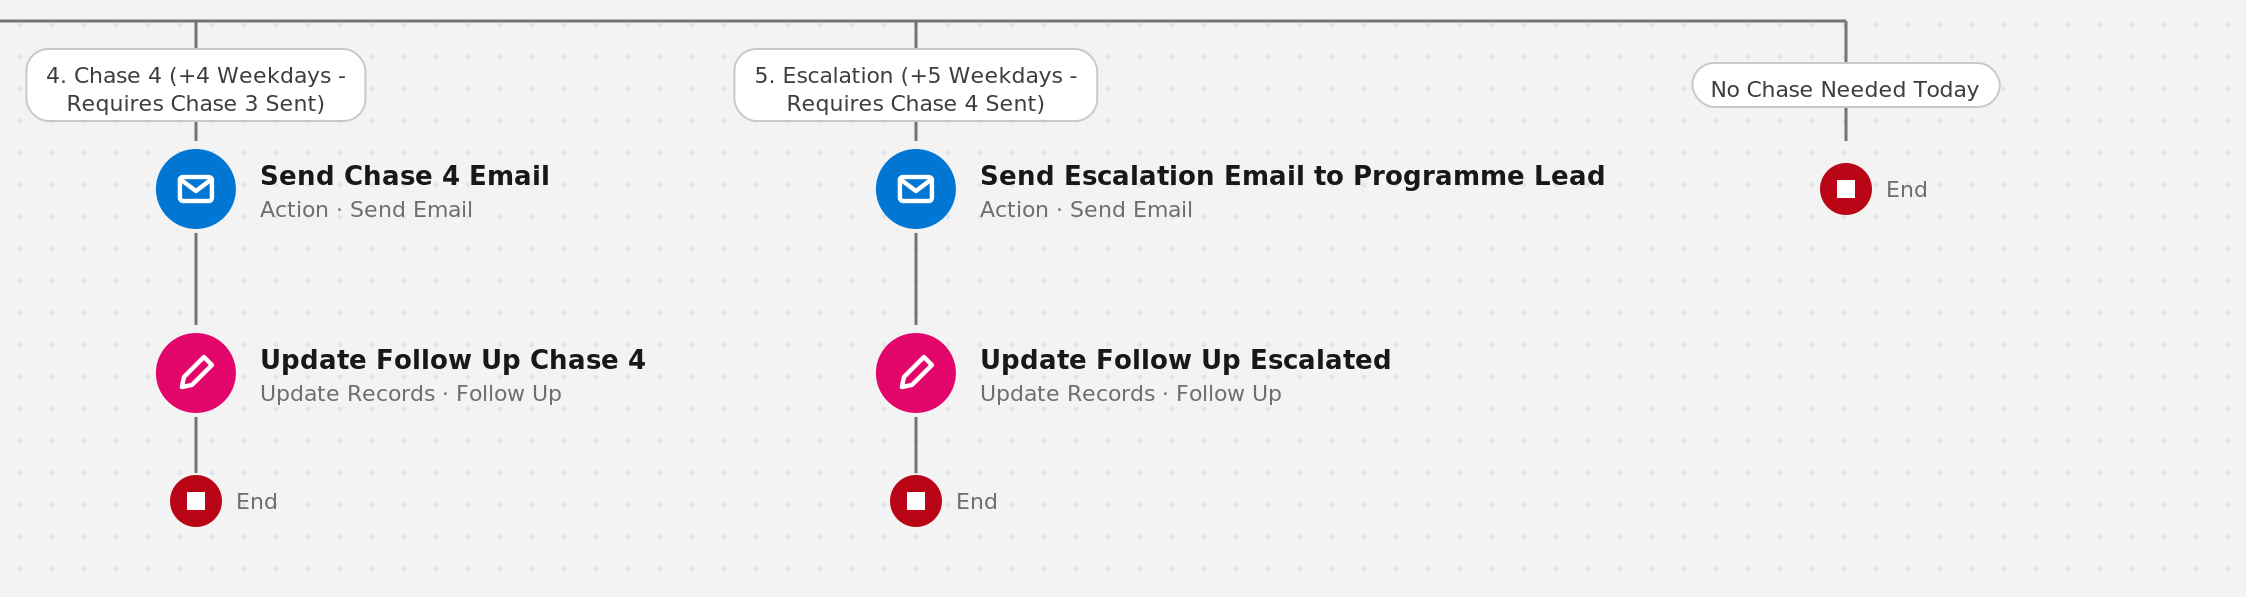 4. Chase 4 (+4 Weekdays -
Requires Chase 3 Sent)
Send Chase 4 Email
Action · Send Email
Update Follow Up Chase 4
Update Records · Follow Up
End
5. Escalation (+5 Weekdays -
Requires Chase 4 Sent)
Send Escalation Email to Programme Lead
Action · Send Email
Update Follow Up Escalated
Update Records · Follow Up
End
No Chase Needed Today
End